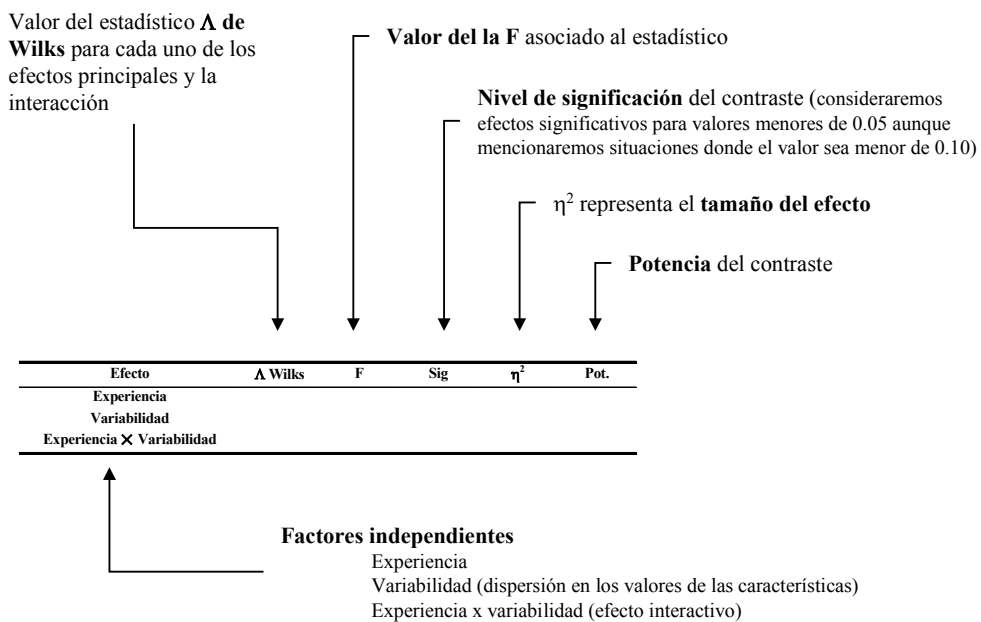 Valor del estadístico Λ de
Wilks para cada uno de los
efectos principales y la
interacción
Valor del la F asociado al estadístico
Nivel de significación del contraste (consideraremos
efectos significativos para valores menores de 0.05 aunque
mencionaremos situaciones donde el valor sea menor de 0.10)
η² representa el tamaño del efecto
Potencia del contraste
Efecto Λ Wilks F Sig η² Pot.
Experiencia
Variabilidad
Experiencia × Variabilidad
Factores independientes
Experiencia
Variabilidad (dispersión en los valores de las características)
Experiencia x variabilidad (efecto interactivo)